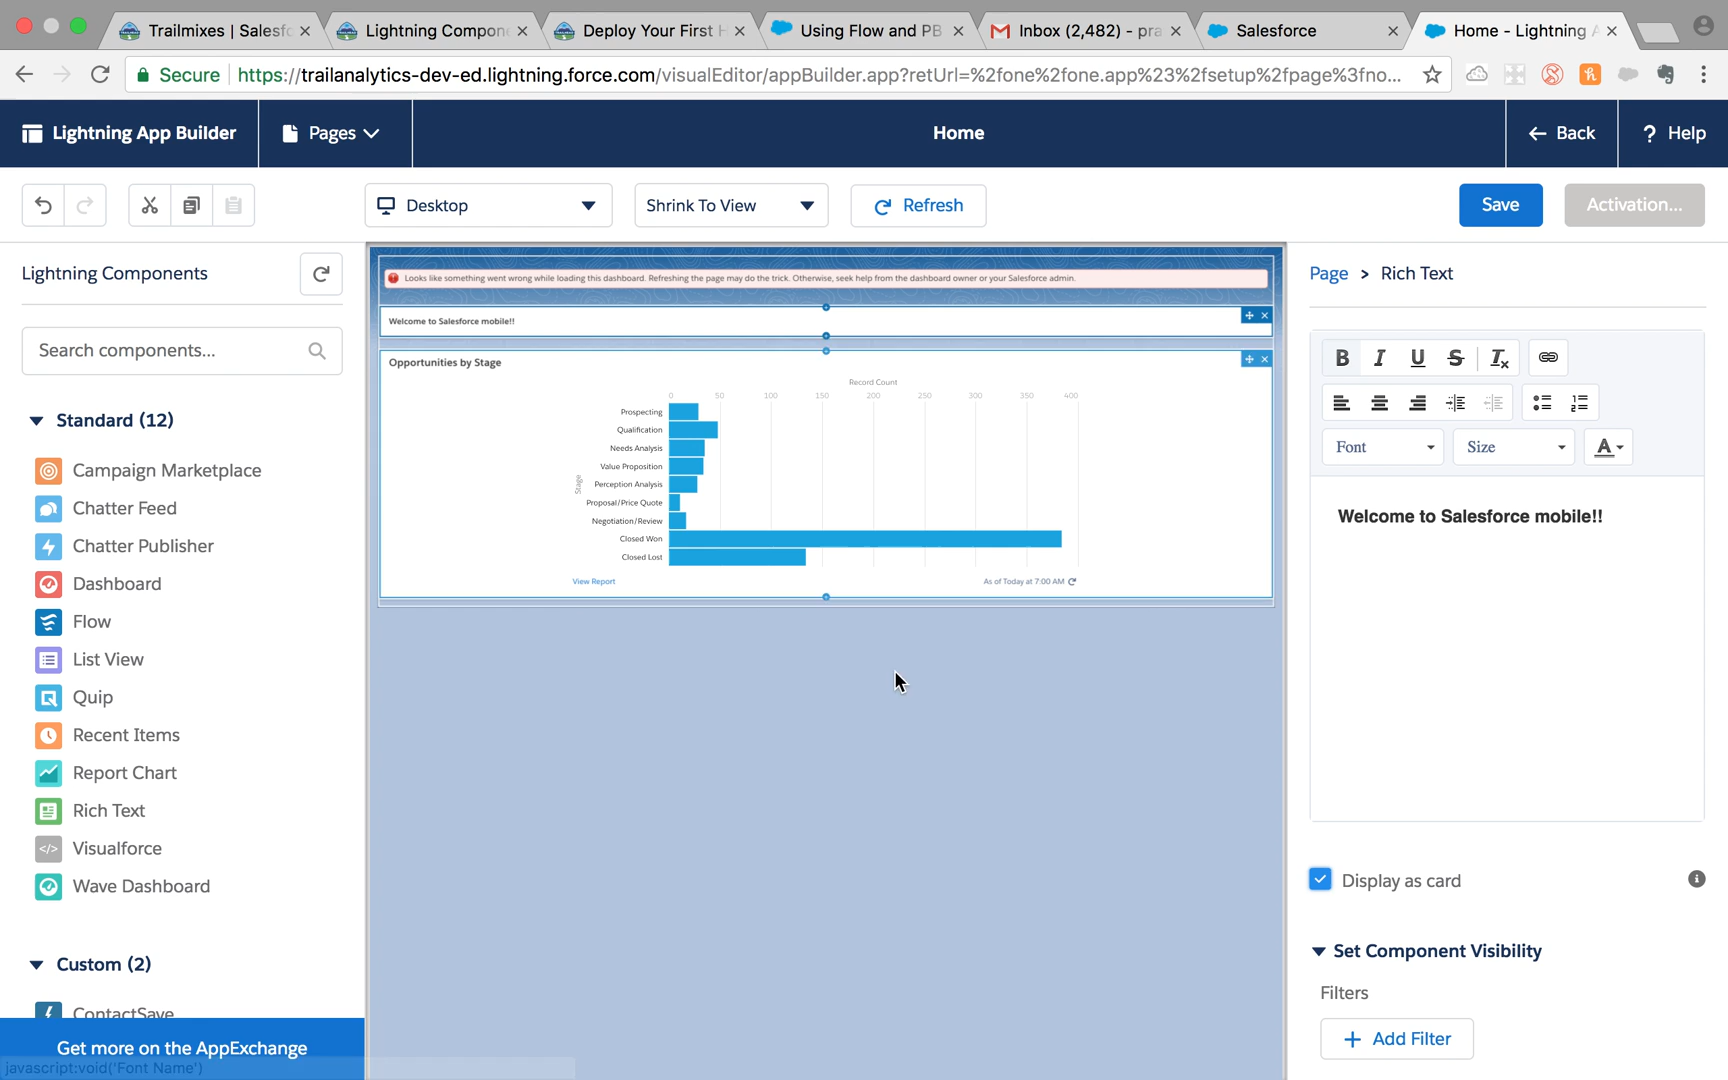 Trailmixes | Salesfo
Lightning Compone
Deploy Your First H
Using Flow and PB
Inbox (2,482) - pra
Salesforce
Home - Lightning A
Secure
https://trailanalytics-dev-ed.lightning.force.com/visualEditor/appBuilder.app?retUrl=%2fone%2fone.app%23%2fsetup%2fpage%3fno...
Lightning App Builder
Pages
Home
Back
? Help
Desktop
Shrink To View
Refresh
Save
Activation...
Lightning Components
Search components...
Standard (12)
Campaign Marketplace
Chatter Feed
Chatter Publisher
Dashboard
Flow
List View
Quip
Recent Items
Report Chart
Rich Text
Visualforce
Wave Dashboard
Custom (2)
ContactSave
Get more on the AppExchange
javascript:void('Font Name')
Looks like something went wrong while loading this dashboard. Refreshing the page may do the trick. Otherwise, seek help from the dashboard owner or your Salesforce admin.
Welcome to Salesforce mobile!!
Opportunities by Stage
Record Count
0 50 100 150 200 250 300 350 400
Stage
Prospecting
Qualification
Needs Analysis
Value Proposition
Perception Analysis
Proposal/Price Quote
Negotiation/Review
Closed Won
Closed Lost
View Report
As of Today at 7:00 AM
Page > Rich Text
B I U S Tx
Font
Size
A
Welcome to Salesforce mobile!!
Display as card
Set Component Visibility
Filters
+ Add Filter